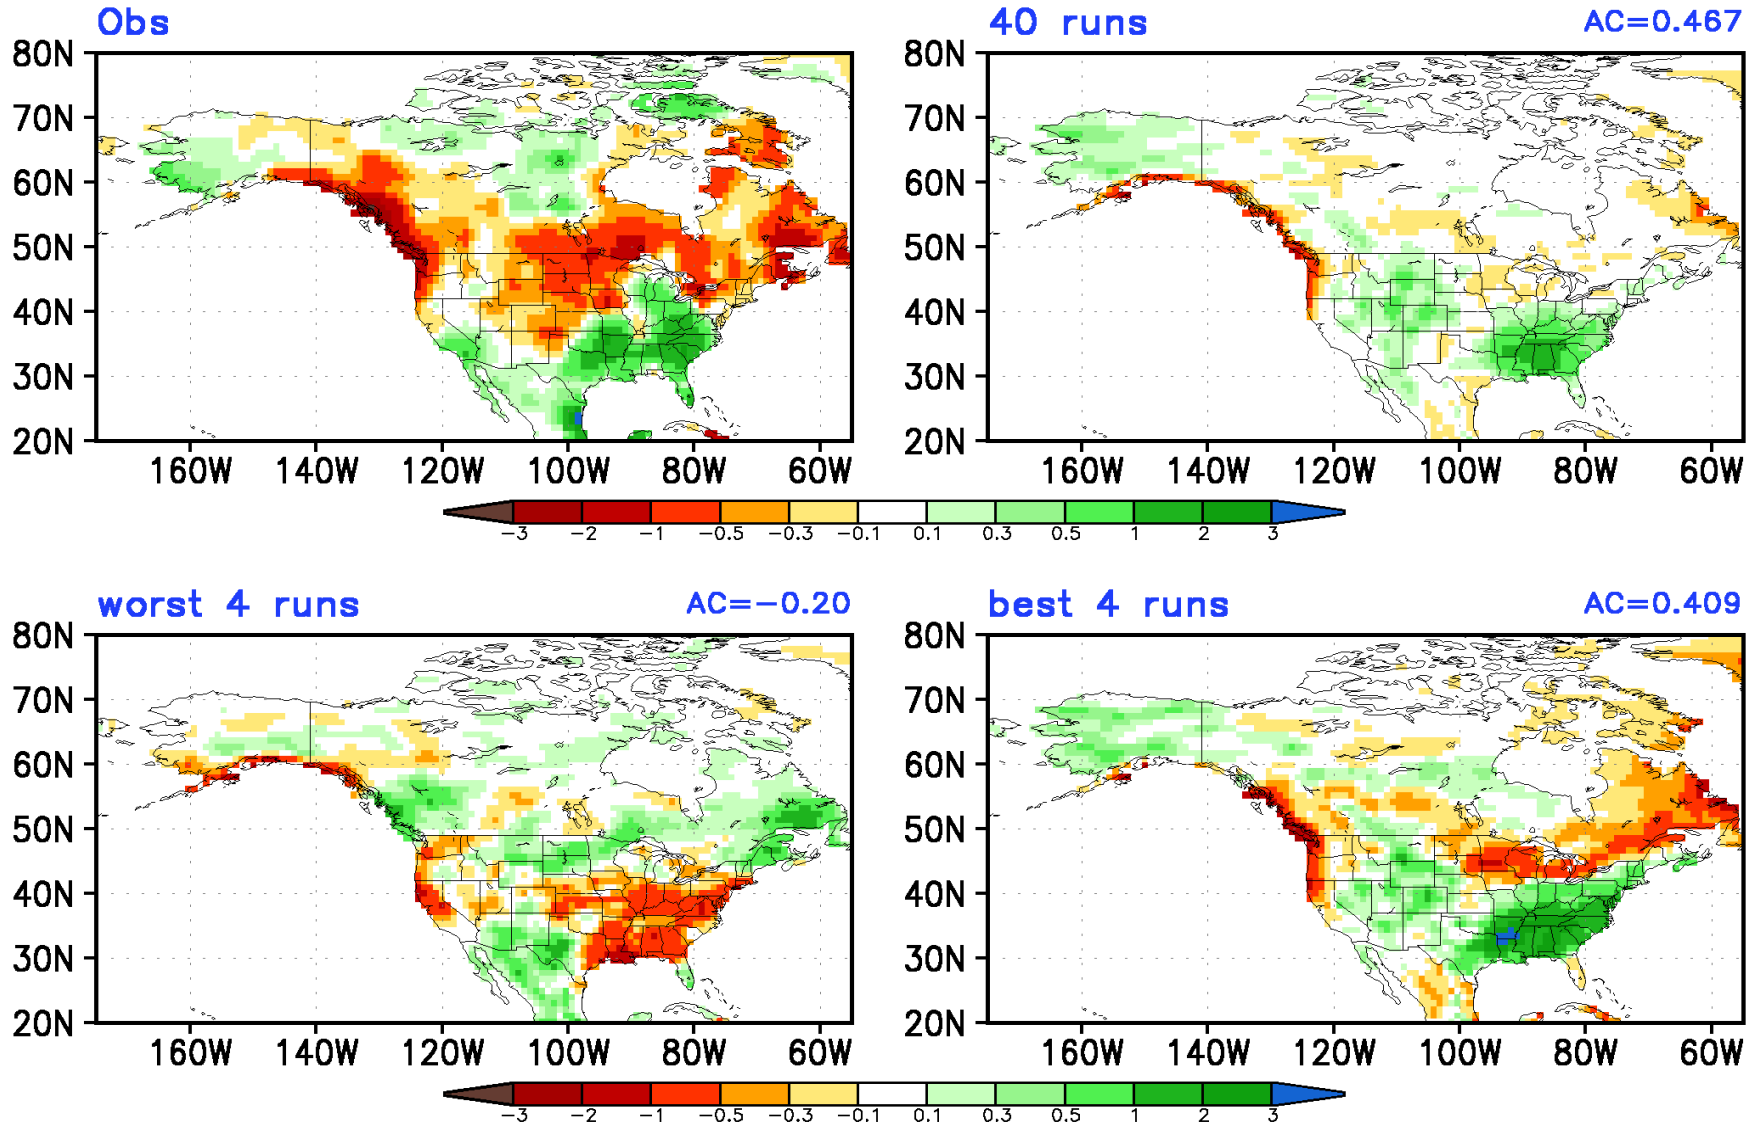 Obs
40 runs AC=0.467
80N 80N
70N 70N
60N 60N
50N 50N
40N 40N
30N 30N
20N 20N
160W 140W 120W 100W 80W 60W 160W 140W 120W 100W 80W 60W
-3 -2 -1 -0.5 -0.3 -0.1 0.1 0.3 0.5 1 2 3
worst 4 runs AC=-0.20
best 4 runs AC=0.409
80N 80N
70N 70N
60N 60N
50N 50N
40N 40N
30N 30N
20N 20N
160W 140W 120W 100W 80W 60W 160W 140W 120W 100W 80W 60W
-3 -2 -1 -0.5 -0.3 -0.1 0.1 0.3 0.5 1 2 3